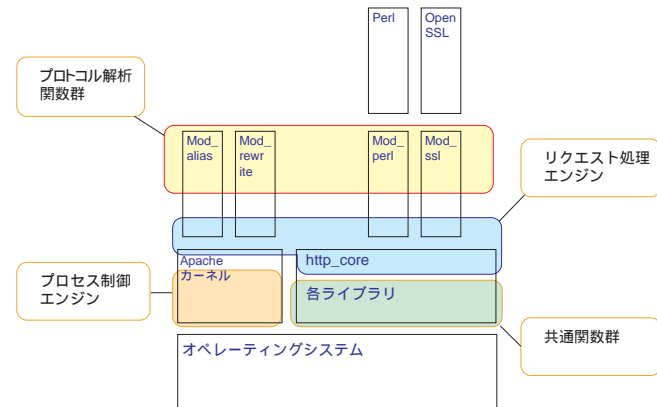 Perl
Open
SSL
プロトコル解析
関数群
Mod_
alias
Mod_
rewr
ite
Mod_
perl
Mod_
ssl
リクエスト処理
エンジン
Apache
カーネル
http_core
プロセス制御
エンジン
各ライブラリ
共通関数群
オペレーティングシステム